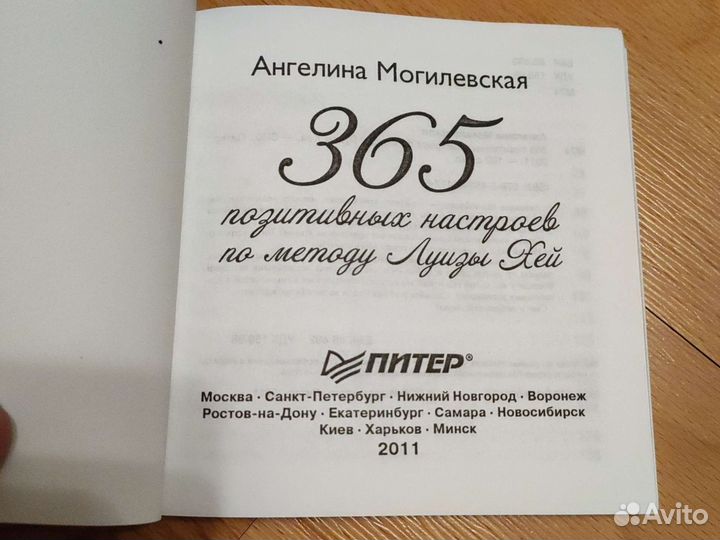 Ангелина Могилевская
365
позитивных настроев
по методу Луизы Хей
ПИТЕР®
Москва · Санкт-Петербург · Нижний Новгород · Воронеж
Ростов-на-Дону · Екатеринбург · Самара · Новосибирск
Киев · Харьков · Минск
2011
Avito